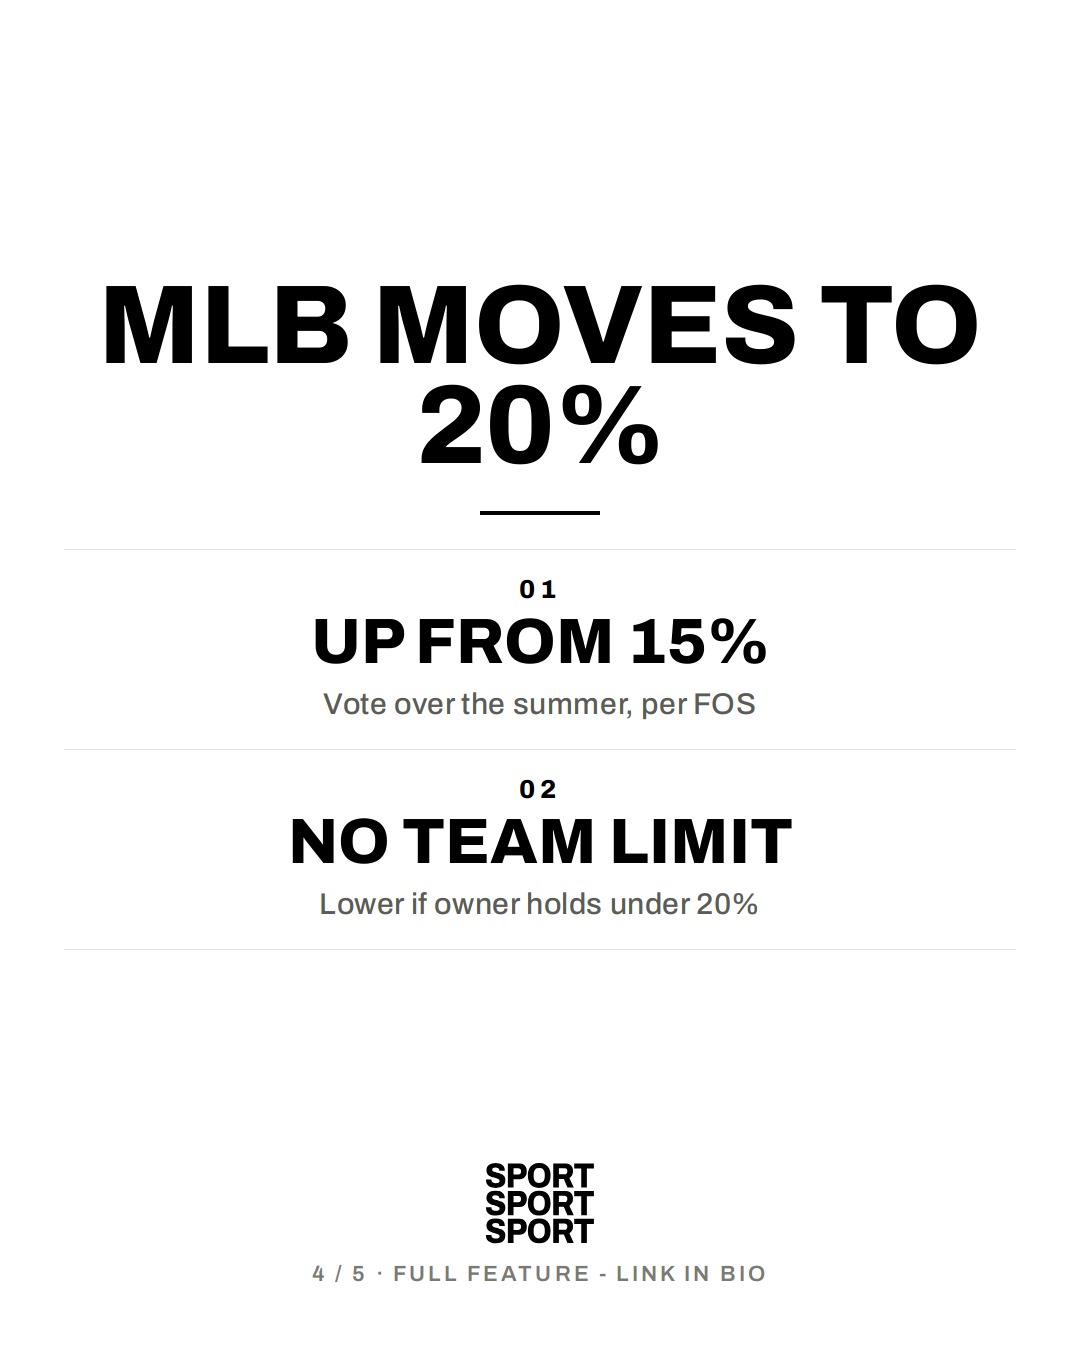 MLB MOVES TO
20%
01
UP FROM 15%
Vote over the summer, per FOS
02
NO TEAM LIMIT
Lower if owner holds under 20%
SPORT
SPORT
SPORT
4 / 5 · FULL FEATURE - LINK IN BIO